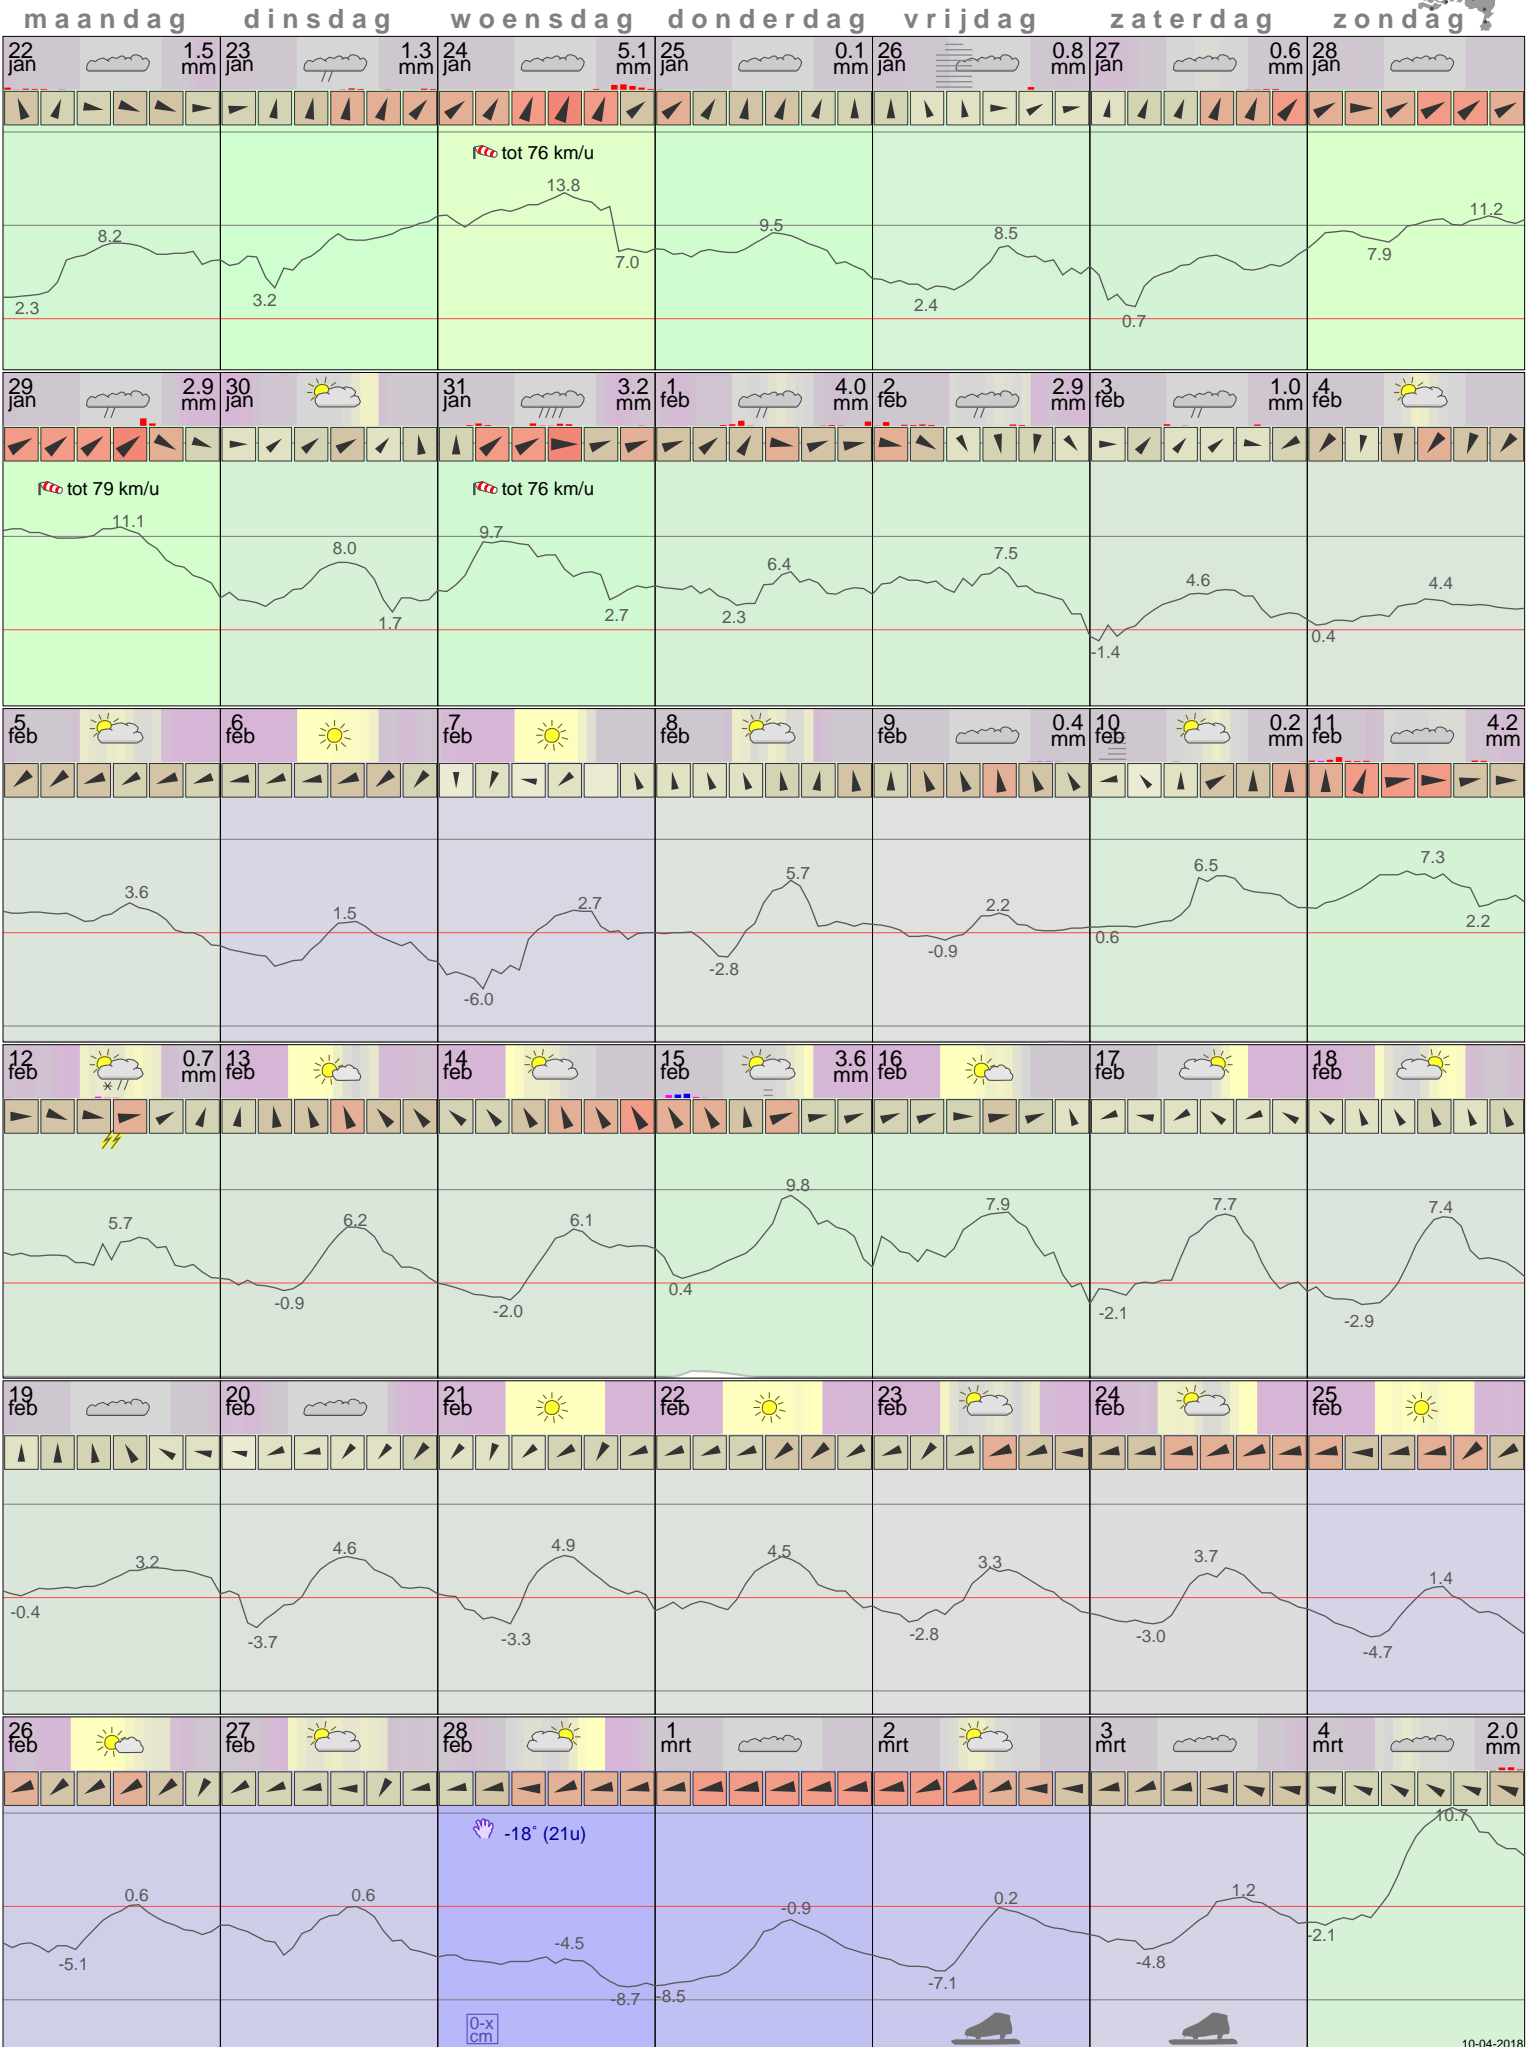 maandag dinsdag woensdag donderdag vrijdag zaterdag zondag
22 jan 1.5 mm 23 jan 1.3 mm 24 jan 5.1 mm 25 jan 0.1 mm 26 jan 0.8 mm 27 jan 0.6 mm 28 jan
tot 76 km/u
8.2 13.8 9.5 8.5 11.2
2.3 3.2 7.0 2.4 0.7 7.9
29 jan 2.9 mm 30 jan 31 jan 3.2 mm 1 feb 4.0 mm 2 feb 2.9 mm 3 feb 1.0 mm 4 feb
tot 79 km/u tot 76 km/u
11.1 8.0 9.7 6.4 7.5 4.6 4.4
1.7 2.7 2.3 -1.4 0.4
5 feb 6 feb 7 feb 8 feb 9 feb 0.4 mm 10 feb 0.2 mm 11 feb 4.2 mm
3.6 1.5 2.7 5.7 2.2 6.5 7.3
-6.0 -2.8 -0.9 0.6 2.2
12 feb 0.7 mm 13 feb 14 feb 15 feb 3.6 mm 16 feb 17 feb 18 feb
5.7 6.2 6.1 9.8 7.9 7.7 7.4
-0.9 -2.0 0.4 -2.1 -2.9
19 feb 20 feb 21 feb 22 feb 23 feb 24 feb 25 feb
3.2 4.6 4.9 4.5 3.3 3.7 1.4
-0.4 -3.7 -3.3 -2.8 -3.0 -4.7
26 feb 27 feb 28 feb 1 mrt 2 mrt 3 mrt 4 mrt 2.0 mm
-18° (21u)
0.6 0.6 -4.5 -0.9 0.2 1.2 10.7
-5.1 -8.7 -8.5 -7.1 -4.8 -2.1
0-x
cm
10-04-2018